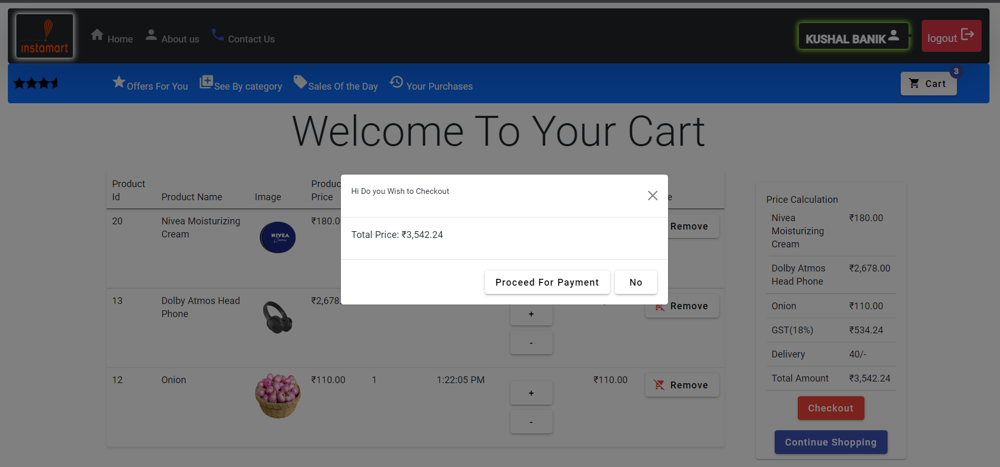 instamart
Home
About us
Contact Us
KUSHAL BANIK
logout
Offers For You
See By category
Sales Of the Day
Your Purchases
Cart
3
Welcome To Your Cart
Product
Id
Product Name
Image
Price
Hi Do you Wish to Checkout
Total Price: ₹3,542.24
Proceed For Payment
No
20
Nivea Moisturizing
Cream
NIVEA
Creme
Remove
13
Dolby Atmos Head
Phone
+
-
Remove
12
Onion
₹110.00
1
1:22:05 PM
+
-
₹110.00
Remove
Price Calculation
Nivea
Moisturizing
Cream
₹180.00
Dolby Atmos
Head Phone
₹2,678.00
Onion
₹110.00
GST(18%)
₹534.24
Delivery
40/-
Total Amount
₹3,542.24
Checkout
Continue Shopping